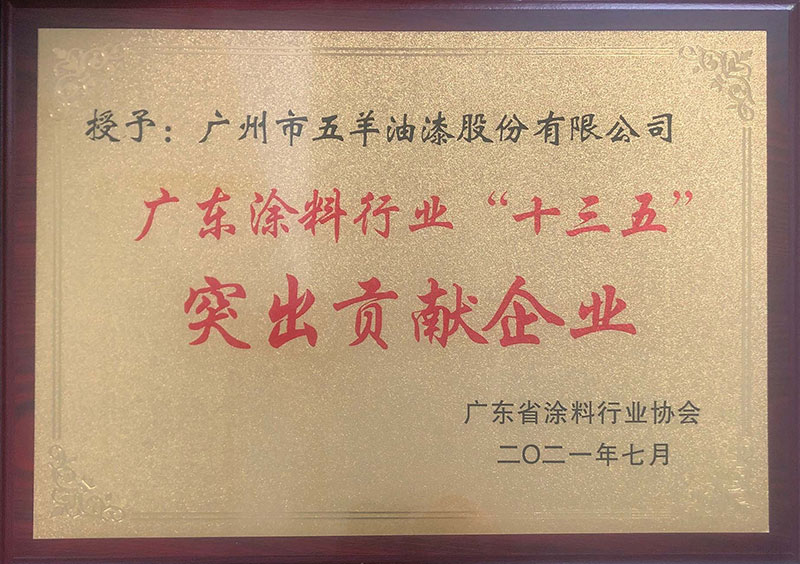 授予：广州市五羊油漆股份有限公司
广东涂料行业“十三五”
突出贡献企业
广东省涂料行业协会
二〇二一年七月